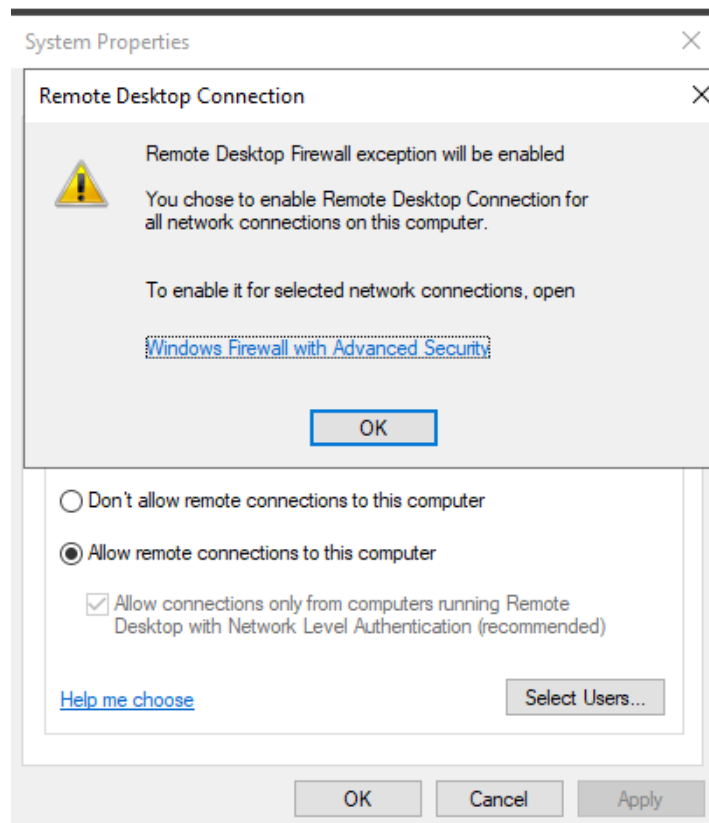 System Properties
Remote Desktop Connection
Remote Desktop Firewall exception will be enabled
You chose to enable Remote Desktop Connection for
all network connections on this computer.
To enable it for selected network connections, open
Windows Firewall with Advanced Security
OK
Don't allow remote connections to this computer
Allow remote connections to this computer
Allow connections only from computers running Remote
Desktop with Network Level Authentication (recommended)
Help me choose
Select Users...
OK
Cancel
Apply